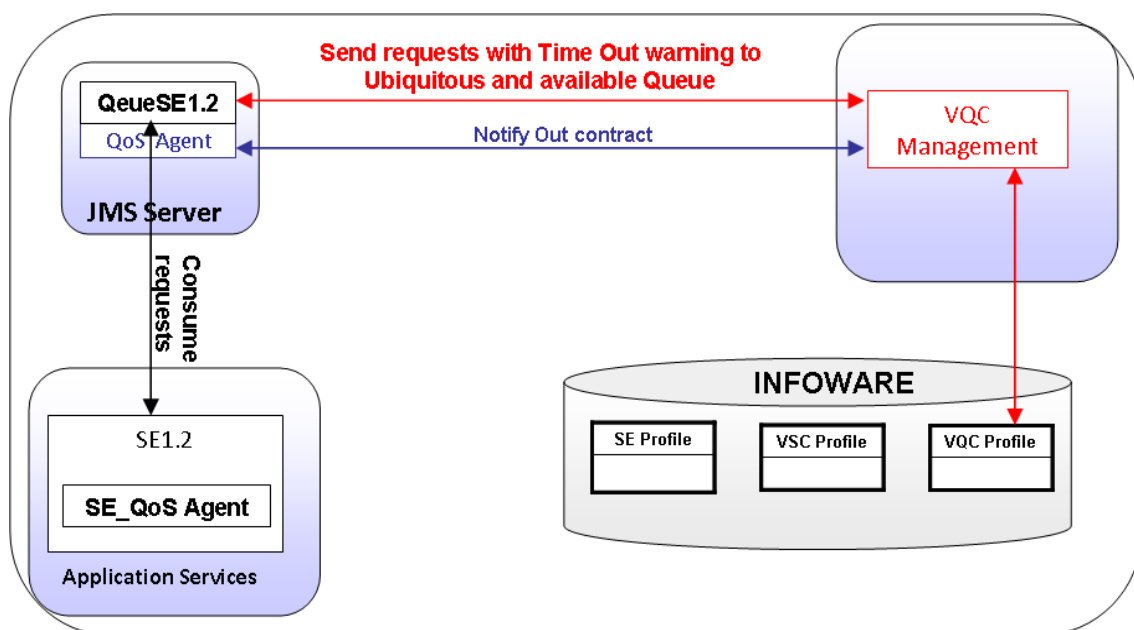 Send requests with Time Out warning to
Ubiquitous and available Queue
QeueSE1.2
QoS Agent
JMS Server
Notify Out contract
VQC
Management
Consume
requests
INFOWARE
SE Profile
VSC Profile
VQC Profile
SE1.2
SE_QoS Agent
Application Services